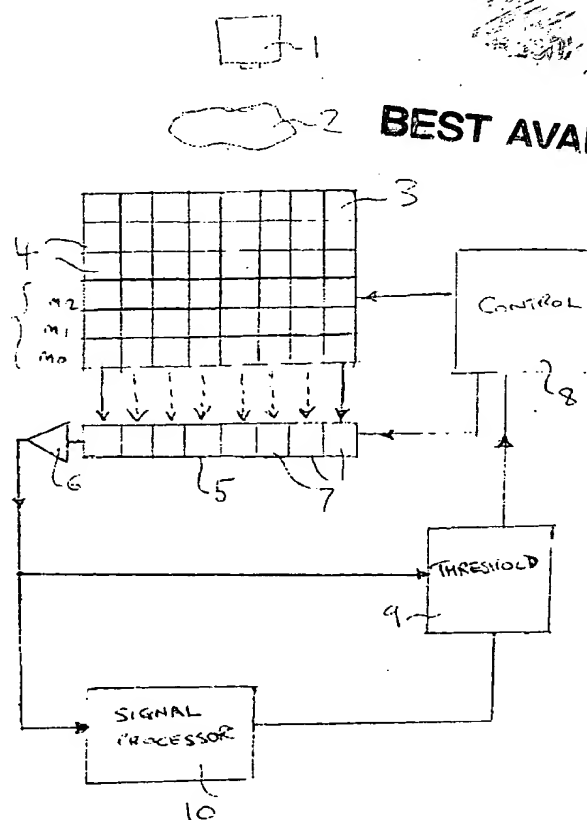 1
2
BEST AVA
3
4
m2
m1
m0
CONTROL
8
6
5
7
THRESHOLD
9
SIGNAL
PROCESSOR
10